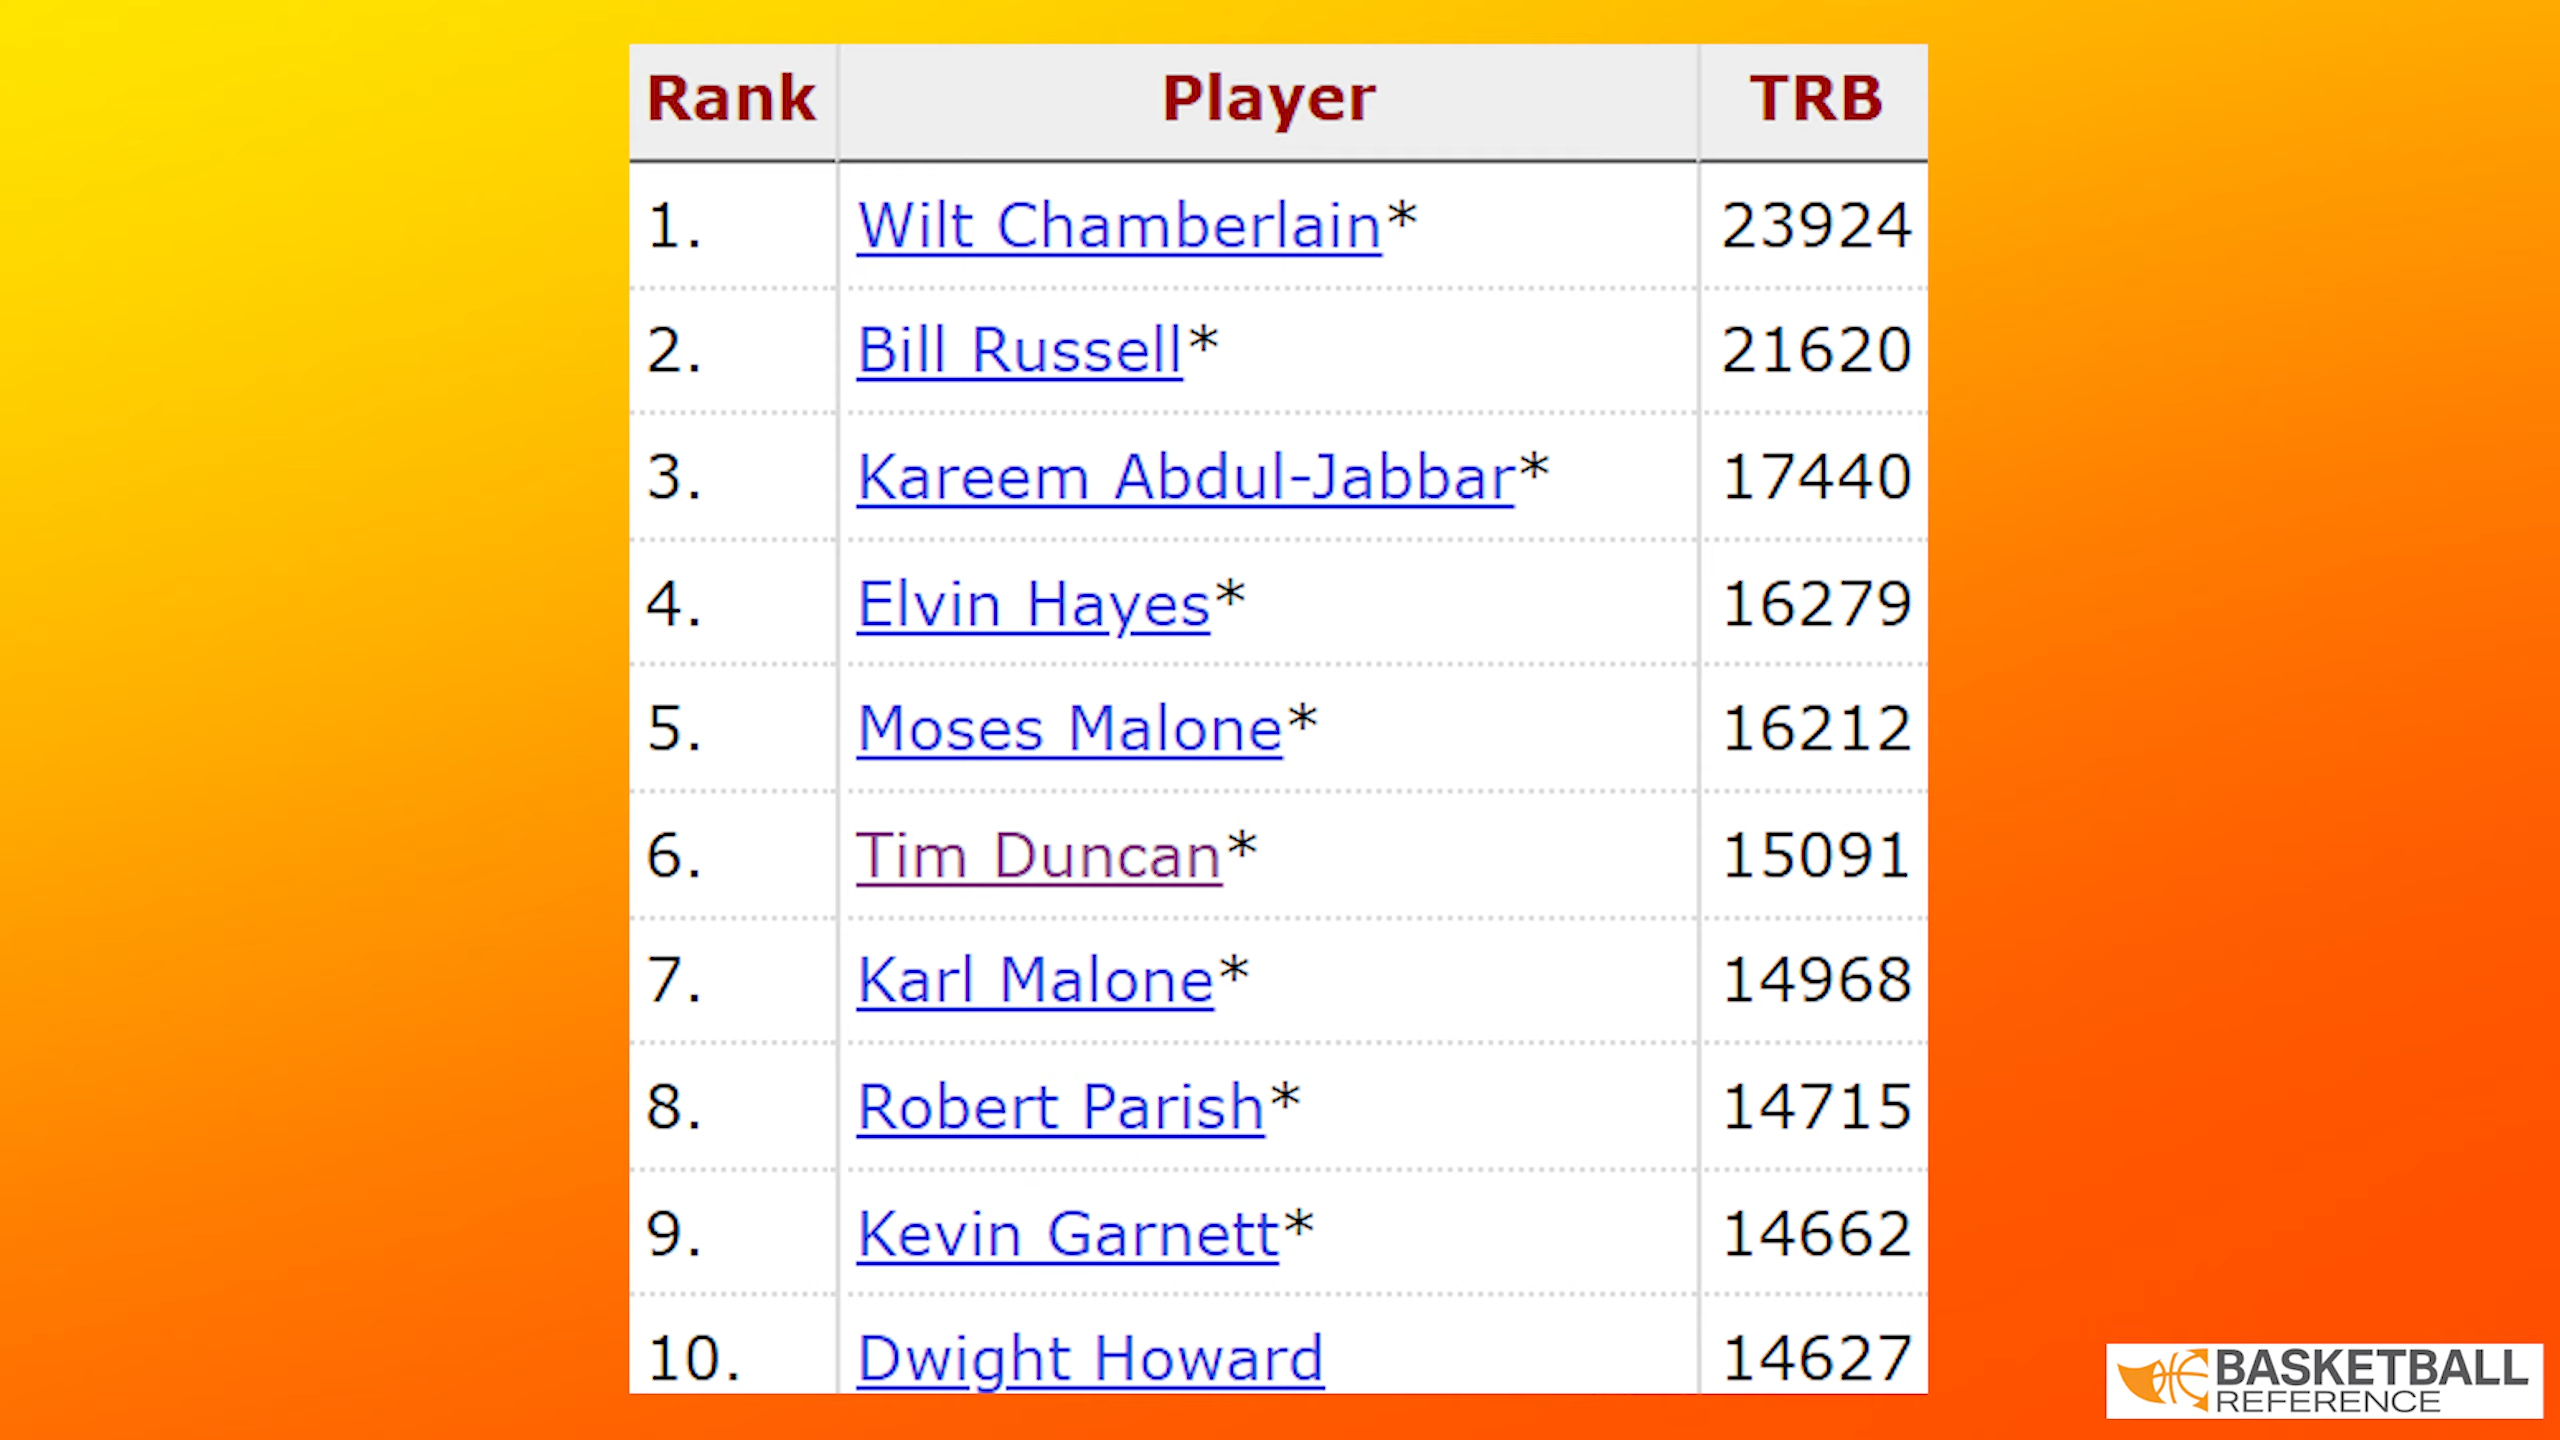 Rank Player TRB
1. Wilt Chamberlain* 23924
2. Bill Russell* 21620
3. Kareem Abdul-Jabbar* 17440
4. Elvin Hayes* 16279
5. Moses Malone* 16212
6. Tim Duncan* 15091
7. Karl Malone* 14968
8. Robert Parish* 14715
9. Kevin Garnett* 14662
10. Dwight Howard 14627
BASKETBALL
REFERENCE